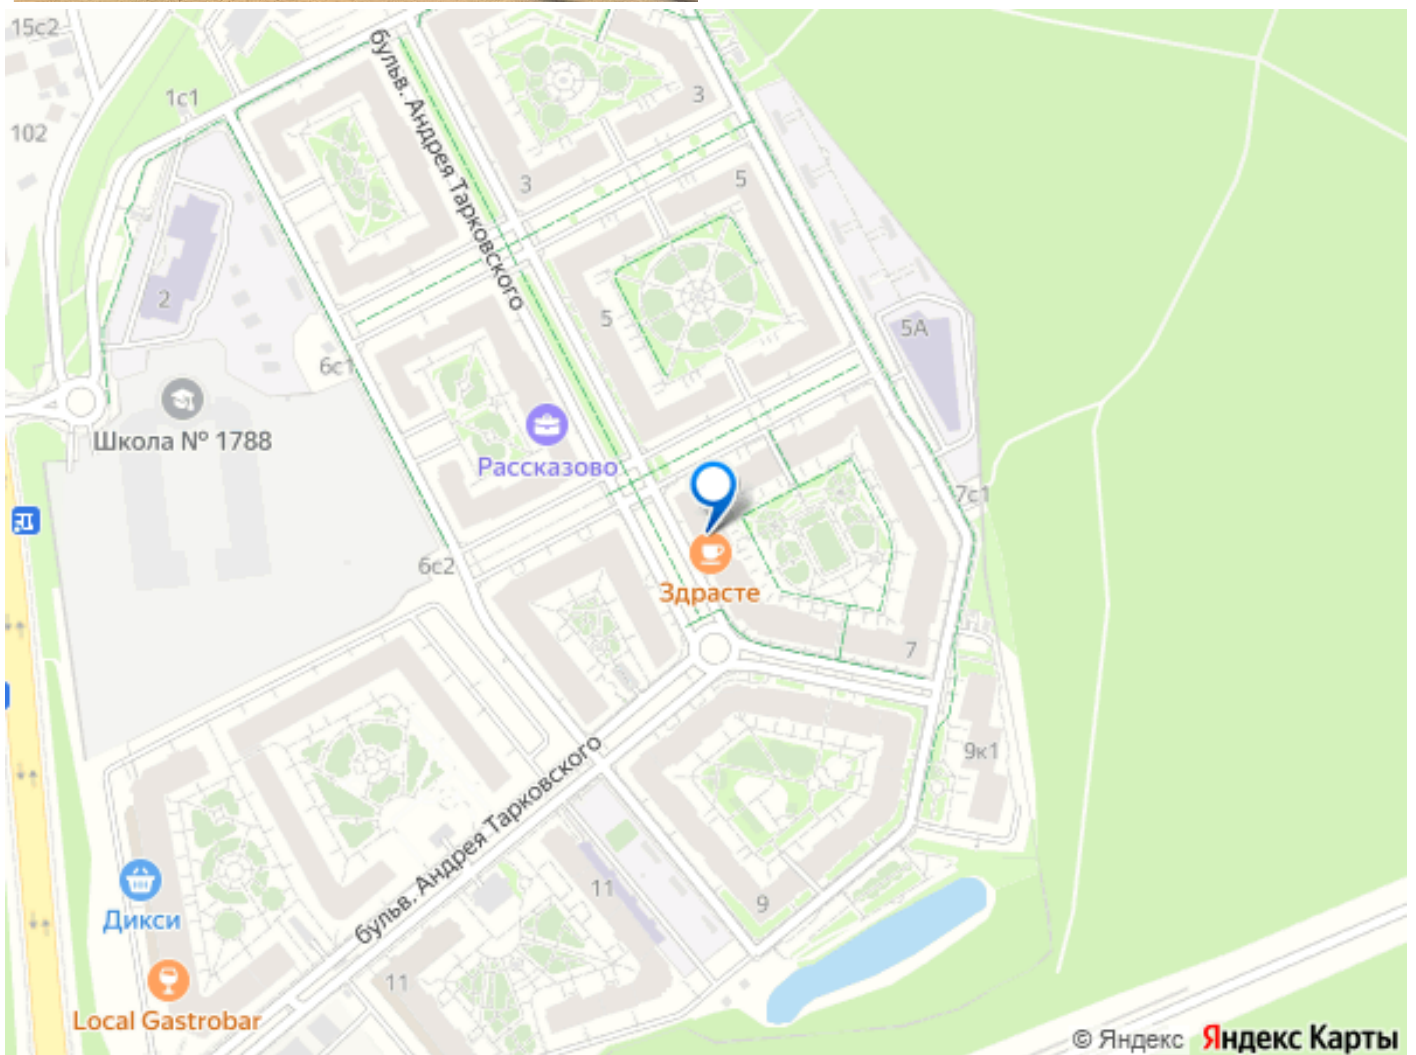 15с2
бульв. Андрея Тарковского
1с1
3
102
3
5
2
5
5А
6с1
Школа № 1788
Рассказово
7с1
6с2
Здрасте
7
9к1
бульв. Андрея Тарковского
Дикси
11
9
11
Local Gastrobar
© Яндекс Яндекс Карты